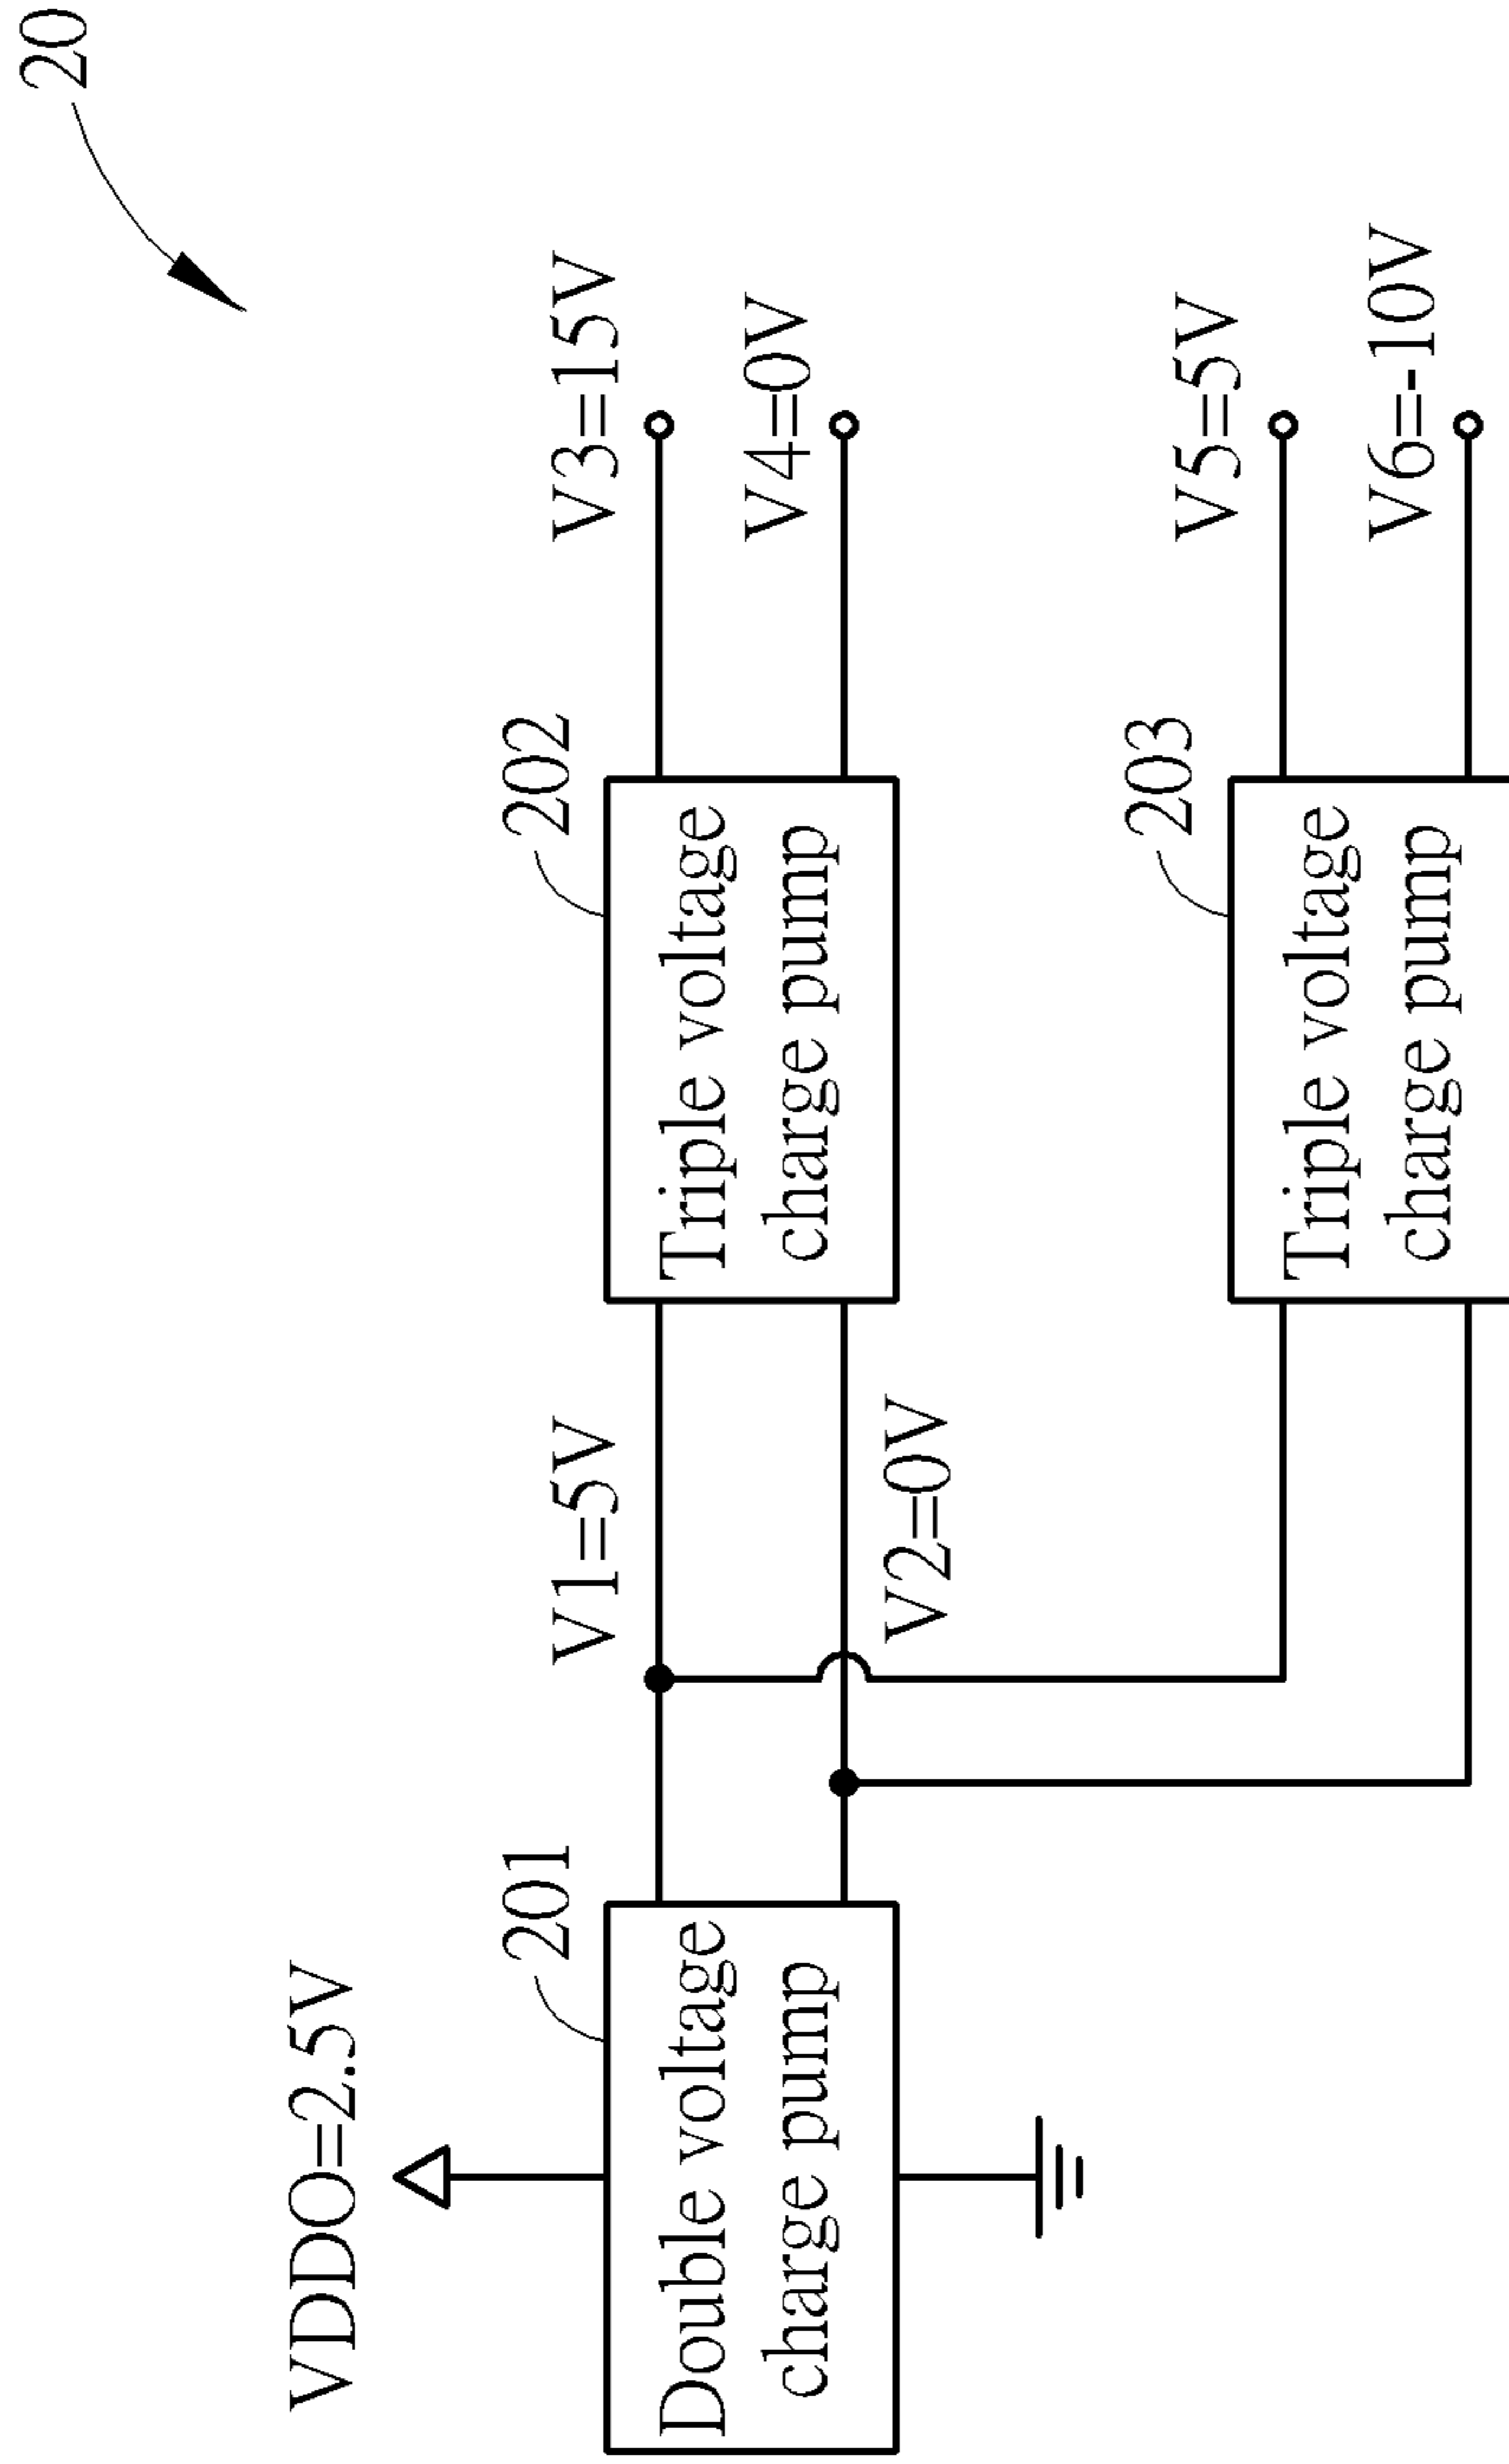 20
VDDO=2.5V
201
Double voltage
charge pump
V1=5V
V2=0V
202
Triple voltage
charge pump
V3=15V
V4=0V
203
Triple voltage
charge pump
V5=5V
V6=-10V